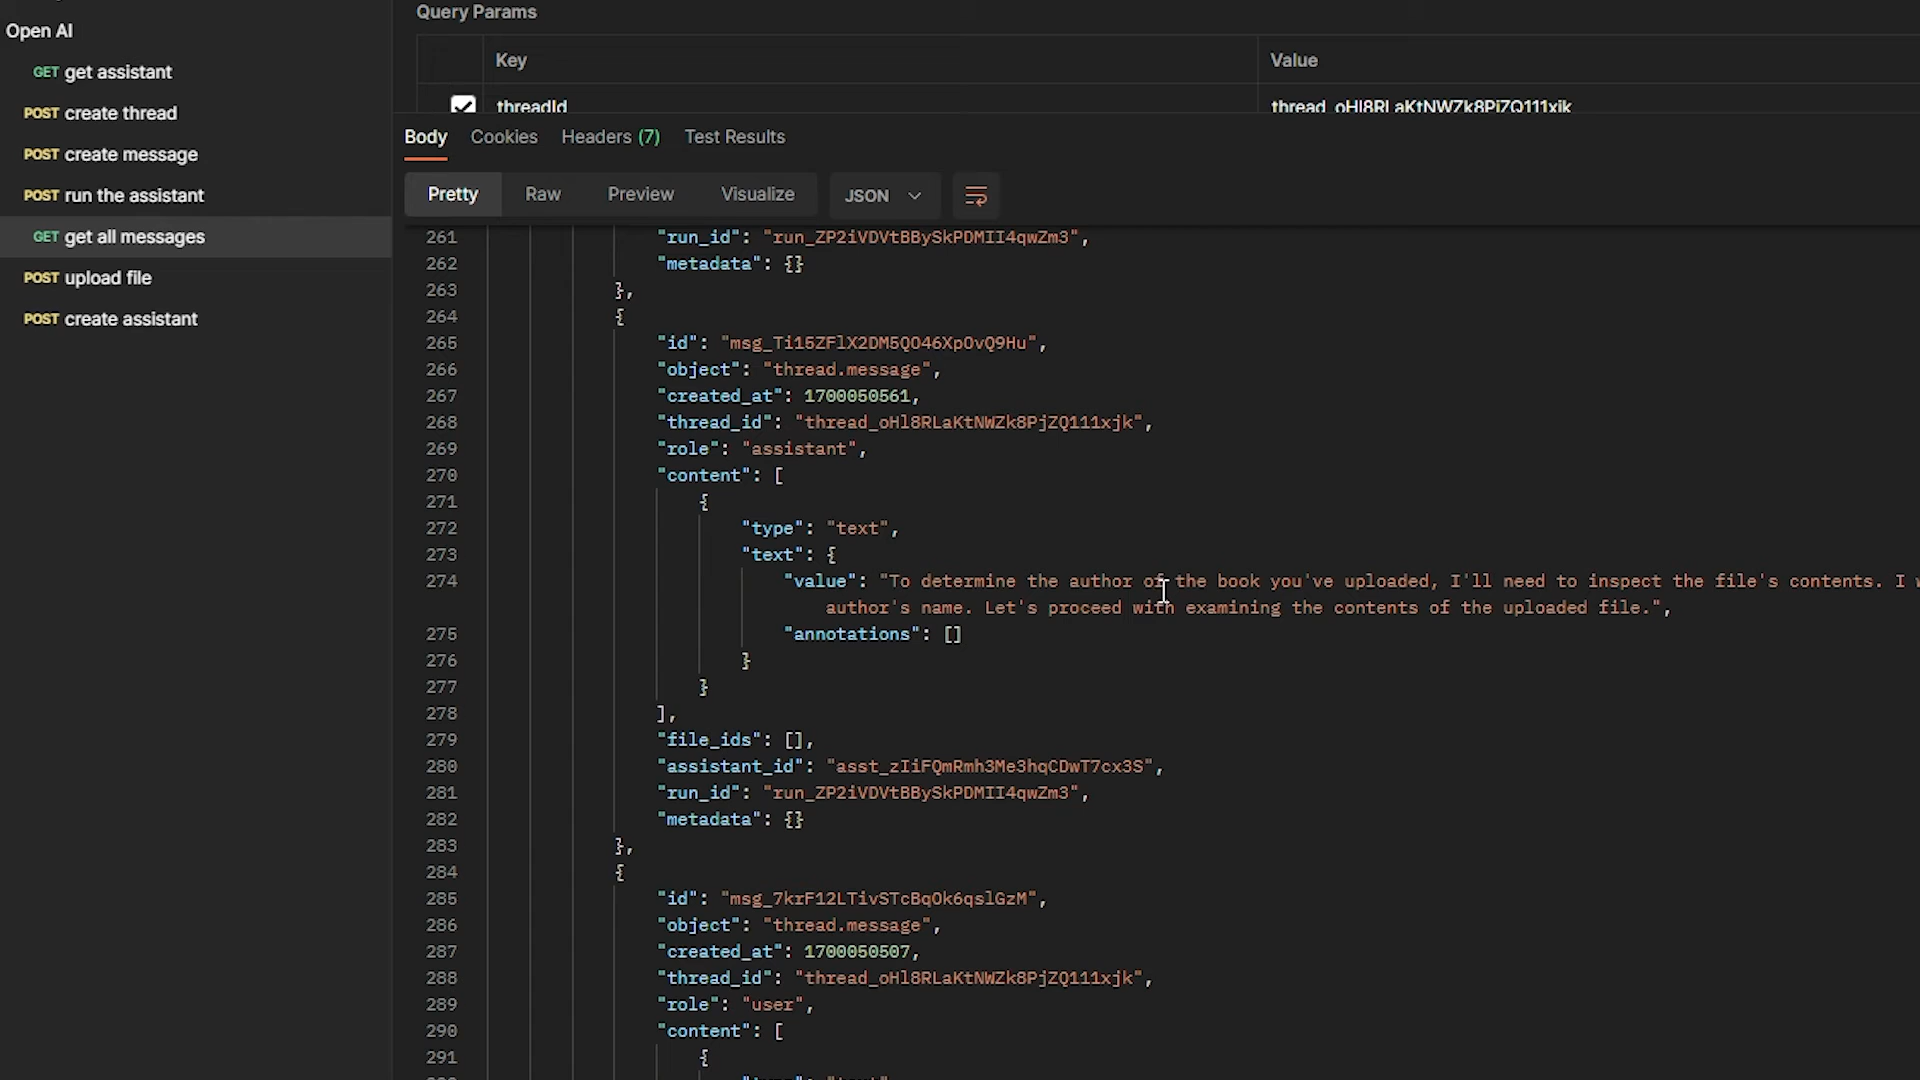 Open AI
GET get assistant
POST create thread
POST create message
POST run the assistant
GET get all messages
POST upload file
POST create assistant
Query Params
Key Value
threadId thread_oHl8RLaKtNWZk8PjZQ111xjk
Body Cookies Headers (7) Test Results
Pretty Raw Preview Visualize JSON
261 "run_id": "run_ZP2iVDVtBBySkPDMII4qwZm3",
262 "metadata": {}
263 },
264 {
265 "id": "msg_Ti15ZFlX2DM5QO46XpOvQ9Hu",
266 "object": "thread.message",
267 "created_at": 1700050561,
268 "thread_id": "thread_oHl8RLaKtNWZk8PjZQ111xjk",
269 "role": "assistant",
270 "content": [
271 {
272 "type": "text",
273 "text": {
274 "value": "To determine the author of the book you've uploaded, I'll need to inspect the file's contents. I
author's name. Let's proceed with examining the contents of the uploaded file.",
275 "annotations": []
276 }
277 }
278 ],
279 "file_ids": [],
280 "assistant_id": "asst_zIiFQmRmh3Me3hqCDwT7cx3S",
281 "run_id": "run_ZP2iVDVtBBySkPDMII4qwZm3",
282 "metadata": {}
283 },
284 {
285 "id": "msg_7krF12LTivSTcBqOk6qslGzM",
286 "object": "thread.message",
287 "created_at": 1700050507,
288 "thread_id": "thread_oHl8RLaKtNWZk8PjZQ111xjk",
289 "role": "user",
290 "content": [
291 {